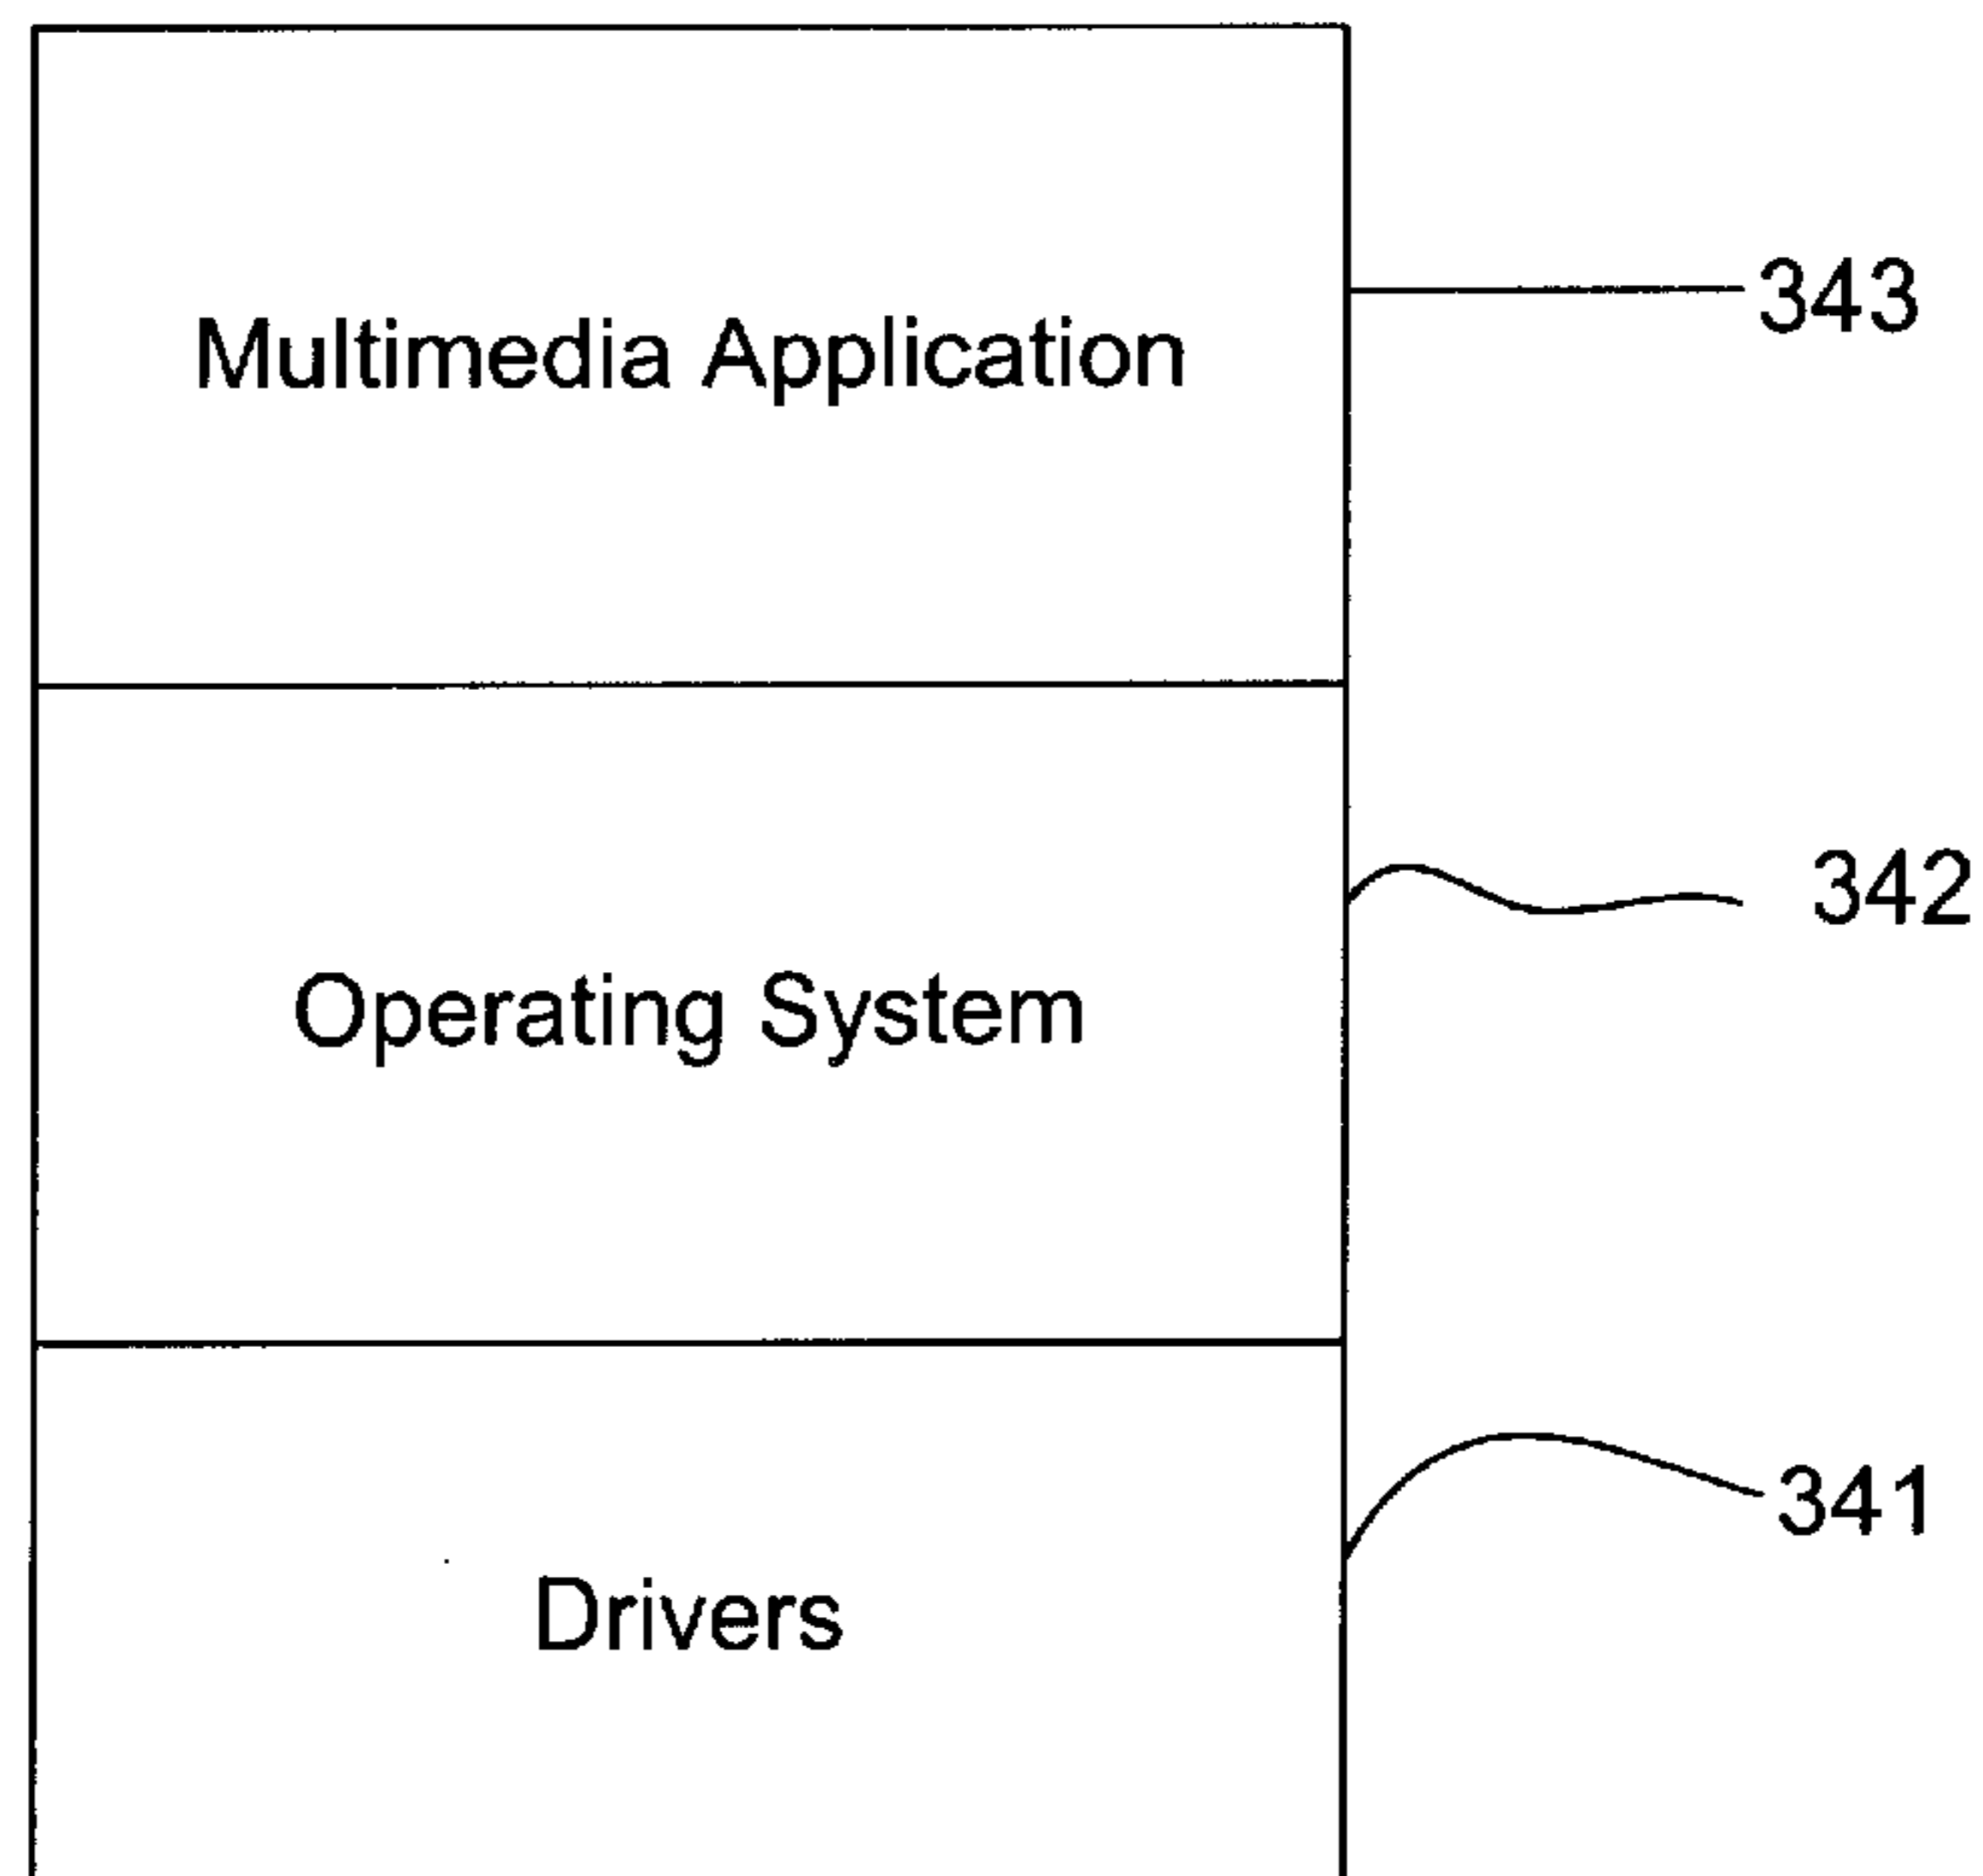 Multimedia Application
343
342
Operating System
341
Drivers